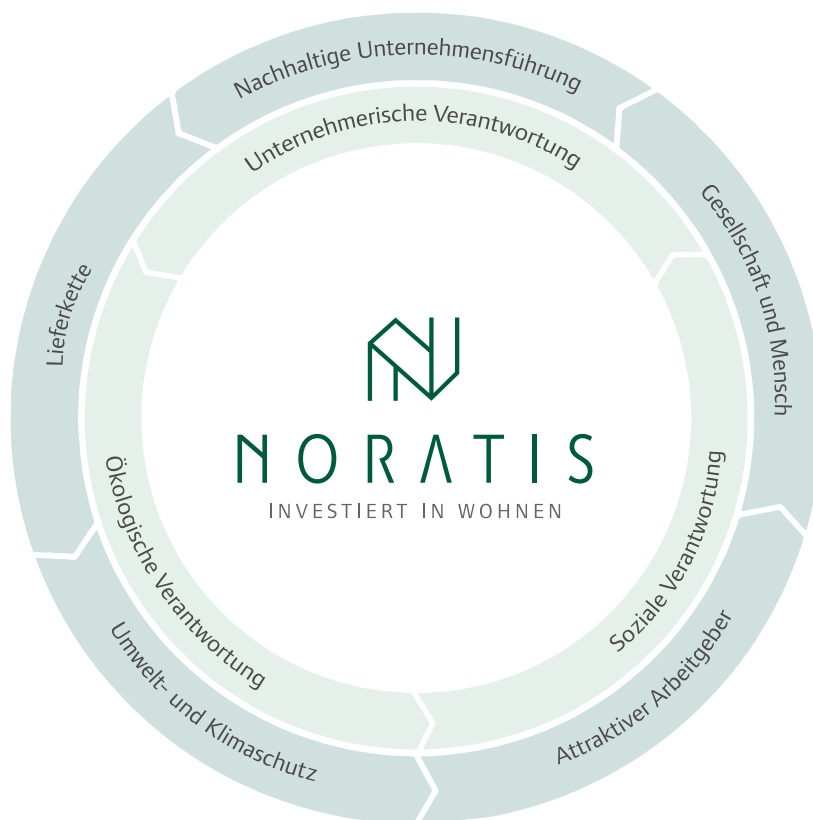 Nachhaltige Unternehmensführung
Unternehmerische Verantwortung
Gesellschaft und Mensch
Lieferkette
NORATIS
INVESTIERT IN WOHNEN
Ökologische Verantwortung
Soziale Verantwortung
Umwelt- und Klimaschutz
Attraktiver Arbeitgeber